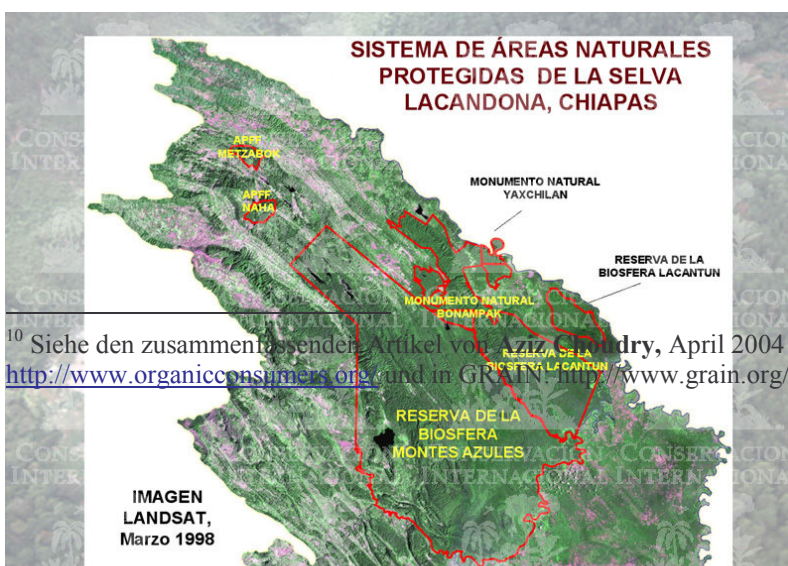 SISTEMA DE ÁREAS NATURALES
PROTEGIDAS DE LA SELVA
LACANDONA, CHIAPAS
APFF
METZABOK
APFF
NAHA
MONUMENTO NATURAL
YAXCHILAN
RESERVA DE LA
BIOSFERA LACANTUN
MONUMENTO NATURAL
BONAMPAK
10 Siehe den zusammenfassenden Artikel von Aziz Choudry, April 2004
http://www.organicconsumers.org/ und in GRAIN: http://www.grain.org/
RESERVA DE LA
BIOSFERA LACANTUN
RESERVA DE LA
BIOSFERA
MONTES AZULES
IMAGEN
LANDSAT,
Marzo 1998